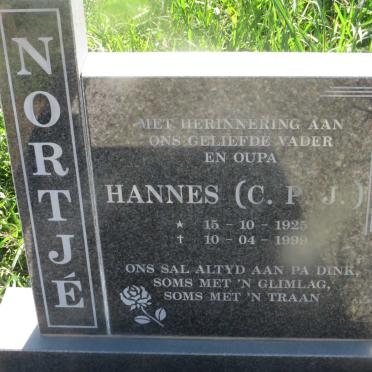 NORTJÉ
MET HERINNERING AAN
ONS GELIEFDE VADER
EN OUPA
HANNES (C. P. J.)
★ 15 - 10 - 1925
† 10 - 04 - 1999
ONS SAL ALTYD AAN PA DINK,
SOMS MET 'N GLIMLAG,
SOMS MET 'N TRAAN